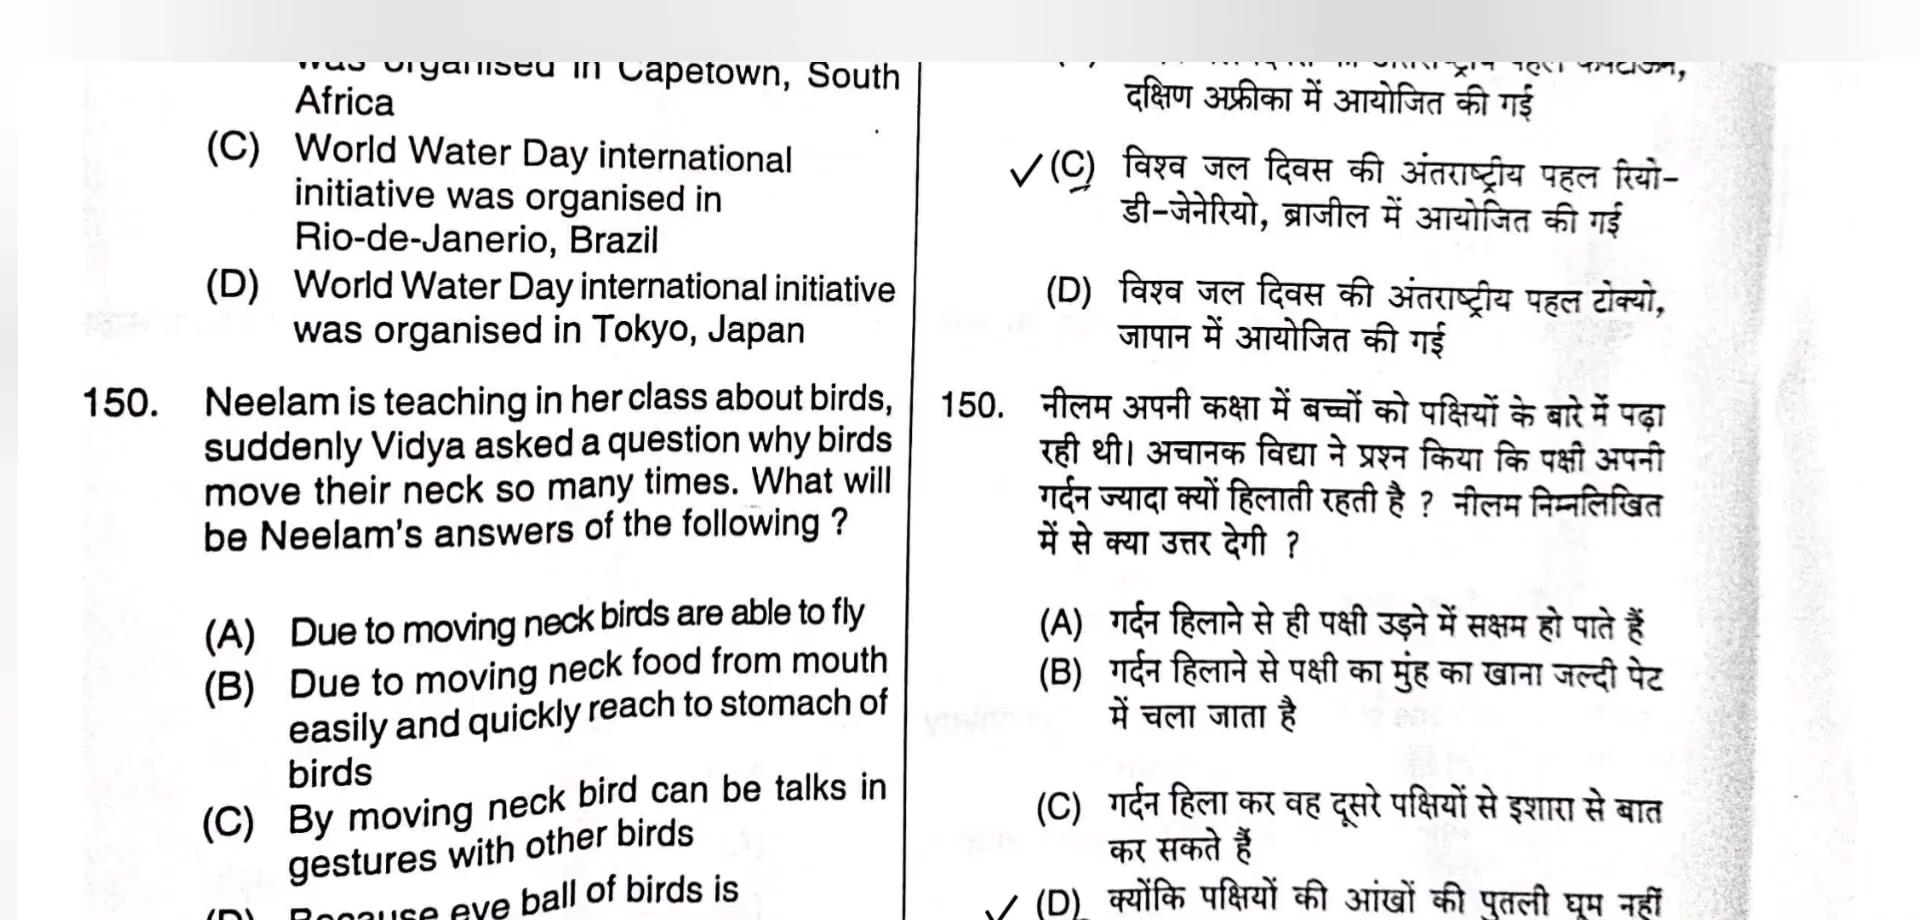 was organised in Capetown, South
Africa
(C) World Water Day international
initiative was organised in
Rio-de-Janerio, Brazil
(D) World Water Day international initiative
was organised in Tokyo, Japan
150. Neelam is teaching in her class about birds,
suddenly Vidya asked a question why birds
move their neck so many times. What will
be Neelam's answers of the following ?
(A) Due to moving neck birds are able to fly
(B) Due to moving neck food from mouth
easily and quickly reach to stomach of
birds
(C) By moving neck bird can be talks in
gestures with other birds
(D) Because eye ball of birds is
दक्षिण अफ्रीका में आयोजित की गई
✓ (C) विश्व जल दिवस की अंतराष्ट्रीय पहल रियो-
डी-जेनेरियो, ब्राजील में आयोजित की गई
(D) विश्व जल दिवस की अंतराष्ट्रीय पहल टोक्यो,
जापान में आयोजित की गई
150. नीलम अपनी कक्षा में बच्चों को पक्षियों के बारे में पढ़ा
रही थी। अचानक विद्या ने प्रश्न किया कि पक्षी अपनी
गर्दन ज्यादा क्यों हिलाती रहती है ? नीलम निम्नलिखित
में से क्या उत्तर देगी ?
(A) गर्दन हिलाने से ही पक्षी उड़ने में सक्षम हो पाते हैं
(B) गर्दन हिलाने से पक्षी का मुंह का खाना जल्दी पेट
में चला जाता है
(C) गर्दन हिला कर वह दूसरे पक्षियों से इशारा से बात
कर सकते हैं
✓ (D) क्योंकि पक्षियों की आंखों की पुतली घूम नहीं